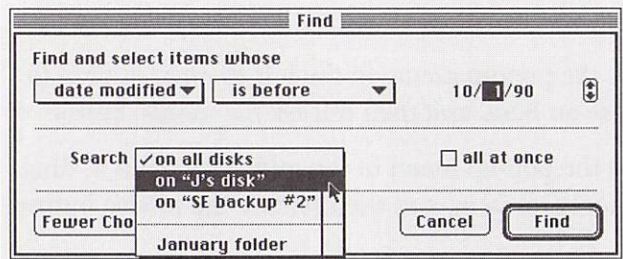 Find
Find and select items whose
date modified is before 10/1/90
Search ✓on all disks all at once
on “J's disk”
on “SE backup #2”
Fewer Cho Cancel Find
January folder